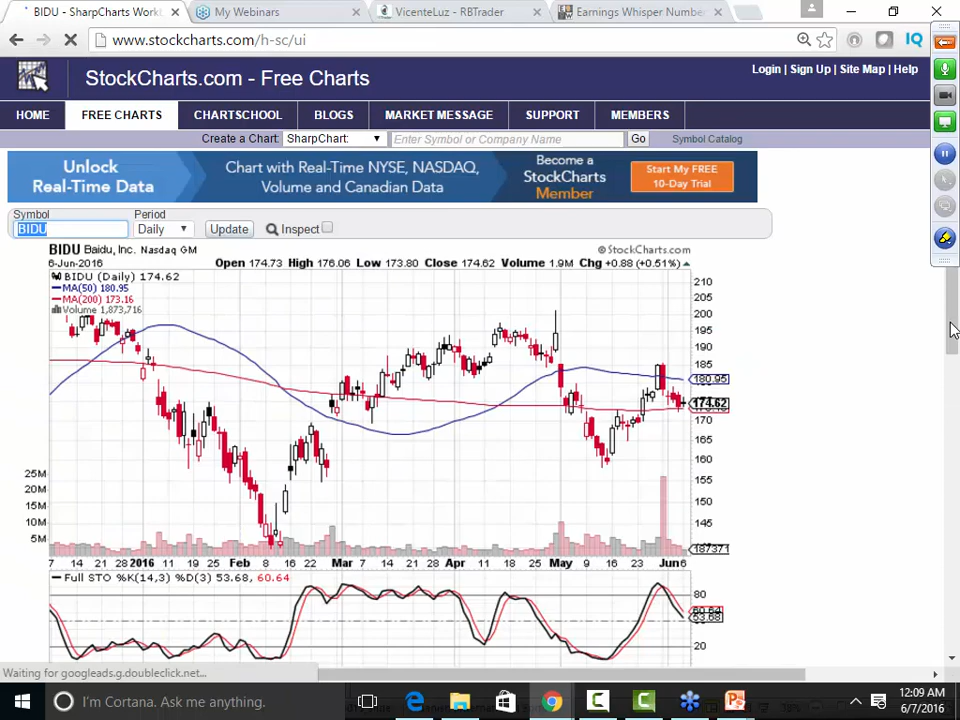 BIDU - SharpCharts Workb
My Webinars
VicenteLuz - RBTrader
Earnings Whisper Number
www.stockcharts.com/h-sc/ui
IQ
StockCharts.com - Free Charts
Login | Sign Up | Site Map | Help
HOME
FREE CHARTS
CHARTSCHOOL
BLOGS
MARKET MESSAGE
SUPPORT
MEMBERS
Create a Chart:
SharpChart:
Enter Symbol or Company Name
Go
Symbol Catalog
Unlock
Real-Time Data
Chart with Real-Time NYSE, NASDAQ,
Volume and Canadian Data
Become a
StockCharts
Member
Start My FREE
10-Day Trial
Symbol
Period
BIDU
Daily
Update
Inspect
BIDU Baidu, Inc. Nasdaq GM
© StockCharts.com
6-Jun-2016
Open 174.73 High 176.06 Low 173.80 Close 174.62 Volume 1.9M Chg +0.88 (+0.51%)
BIDU (Daily) 174.62
MA(50) 180.95
MA(200) 173.16
Volume 1,873,716
210
205
200
195
190
185
180.95
174.62
170
165
160
155
150
145
25M
20M
15M
10M
5M
1873716
7 14 21 28 2016 11 19 25 Feb 8 16 22 Mar 7 14 21 28 Apr 11 18 25 May 9 16 23 Jun 6
Full STO %K(14,3) %D(3) 53.68, 60.64
80
60.64
53.68
20
Waiting for googleads.g.doubleclick.net...
I'm Cortana. Ask me anything.
12:09 AM
6/7/2016